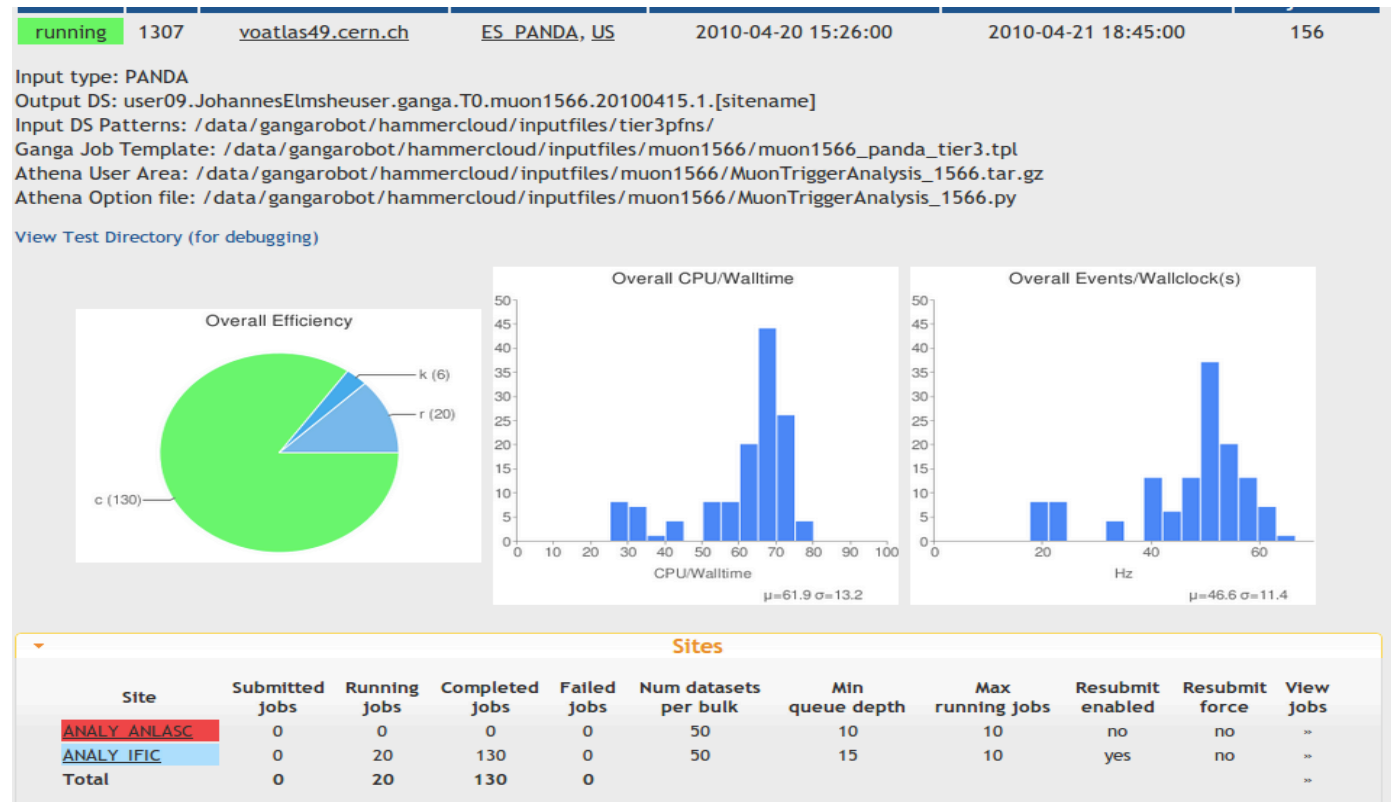 running 1307 voatlas49.cern.ch ES_PANDA, US 2010-04-20 15:26:00 2010-04-21 18:45:00 156
Input type: PANDA
Output DS: user09.JohannesElmsheuser.ganga.T0.muon1566.20100415.1.[sitename]
Input DS Patterns: /data/gangarobot/hammercloud/inputfiles/tier3pfns/
Ganga Job Template: /data/gangarobot/hammercloud/inputfiles/muon1566/muon1566_panda_tier3.tpl
Athena User Area: /data/gangarobot/hammercloud/inputfiles/muon1566/MuonTriggerAnalysis_1566.tar.gz
Athena Option file: /data/gangarobot/hammercloud/inputfiles/muon1566/MuonTriggerAnalysis_1566.py
View Test Directory (for debugging)
Overall Efficiency
k (6)
r (20)
c (130)
Overall CPU/Walltime
50
45
40
35
30
25
20
15
10
5
0
0 10 20 30 40 50 60 70 80 90 100
CPU/Walltime
μ=61.9 σ=13.2
Overall Events/Wallclock(s)
50
45
40
35
30
25
20
15
10
5
0
0 20 40 60
Hz
μ=46.6 σ=11.4
Sites
Site Submitted jobs Running jobs Completed jobs Failed jobs Num datasets per bulk Min queue depth Max running jobs Resubmit enabled Resubmit force View jobs
ANALY_ANLASC 0 0 0 0 50 10 10 no no »
ANALY_IFIC 0 20 130 0 50 15 10 yes no »
Total 0 20 130 0 »